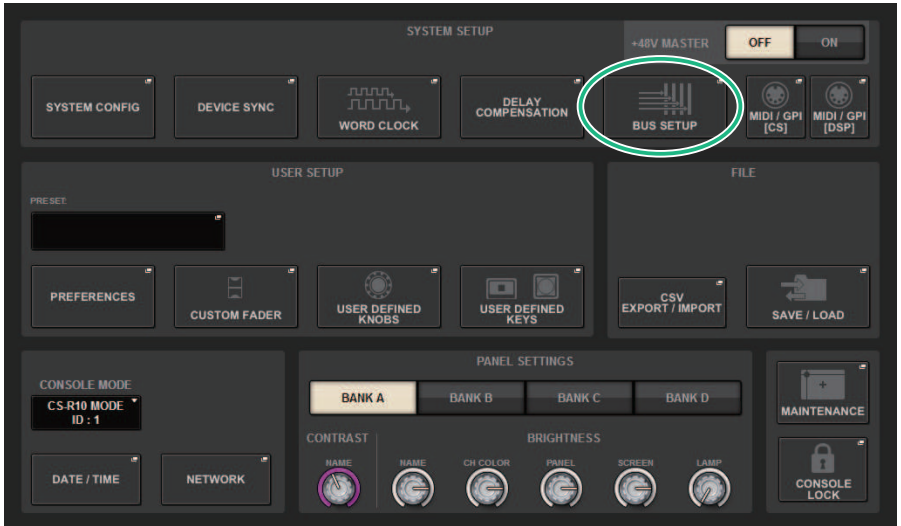 SYSTEM SETUP
+48V MASTER
OFF
ON
SYSTEM CONFIG
DEVICE SYNC
WORD CLOCK
DELAY
COMPENSATION
BUS SETUP
MIDI / GPI
[CS]
MIDI / GPI
[DSP]
USER SETUP
PRESET:
PREFERENCES
CUSTOM FADER
USER DEFINED
KNOBS
USER DEFINED
KEYS
FILE
CSV
EXPORT / IMPORT
SAVE / LOAD
CONSOLE MODE
CS-R10 MODE
ID : 1
DATE / TIME
NETWORK
PANEL SETTINGS
BANK A
BANK B
BANK C
BANK D
CONTRAST
BRIGHTNESS
NAME
NAME
CH COLOR
PANEL
SCREEN
LAMP
MAINTENANCE
CONSOLE
LOCK